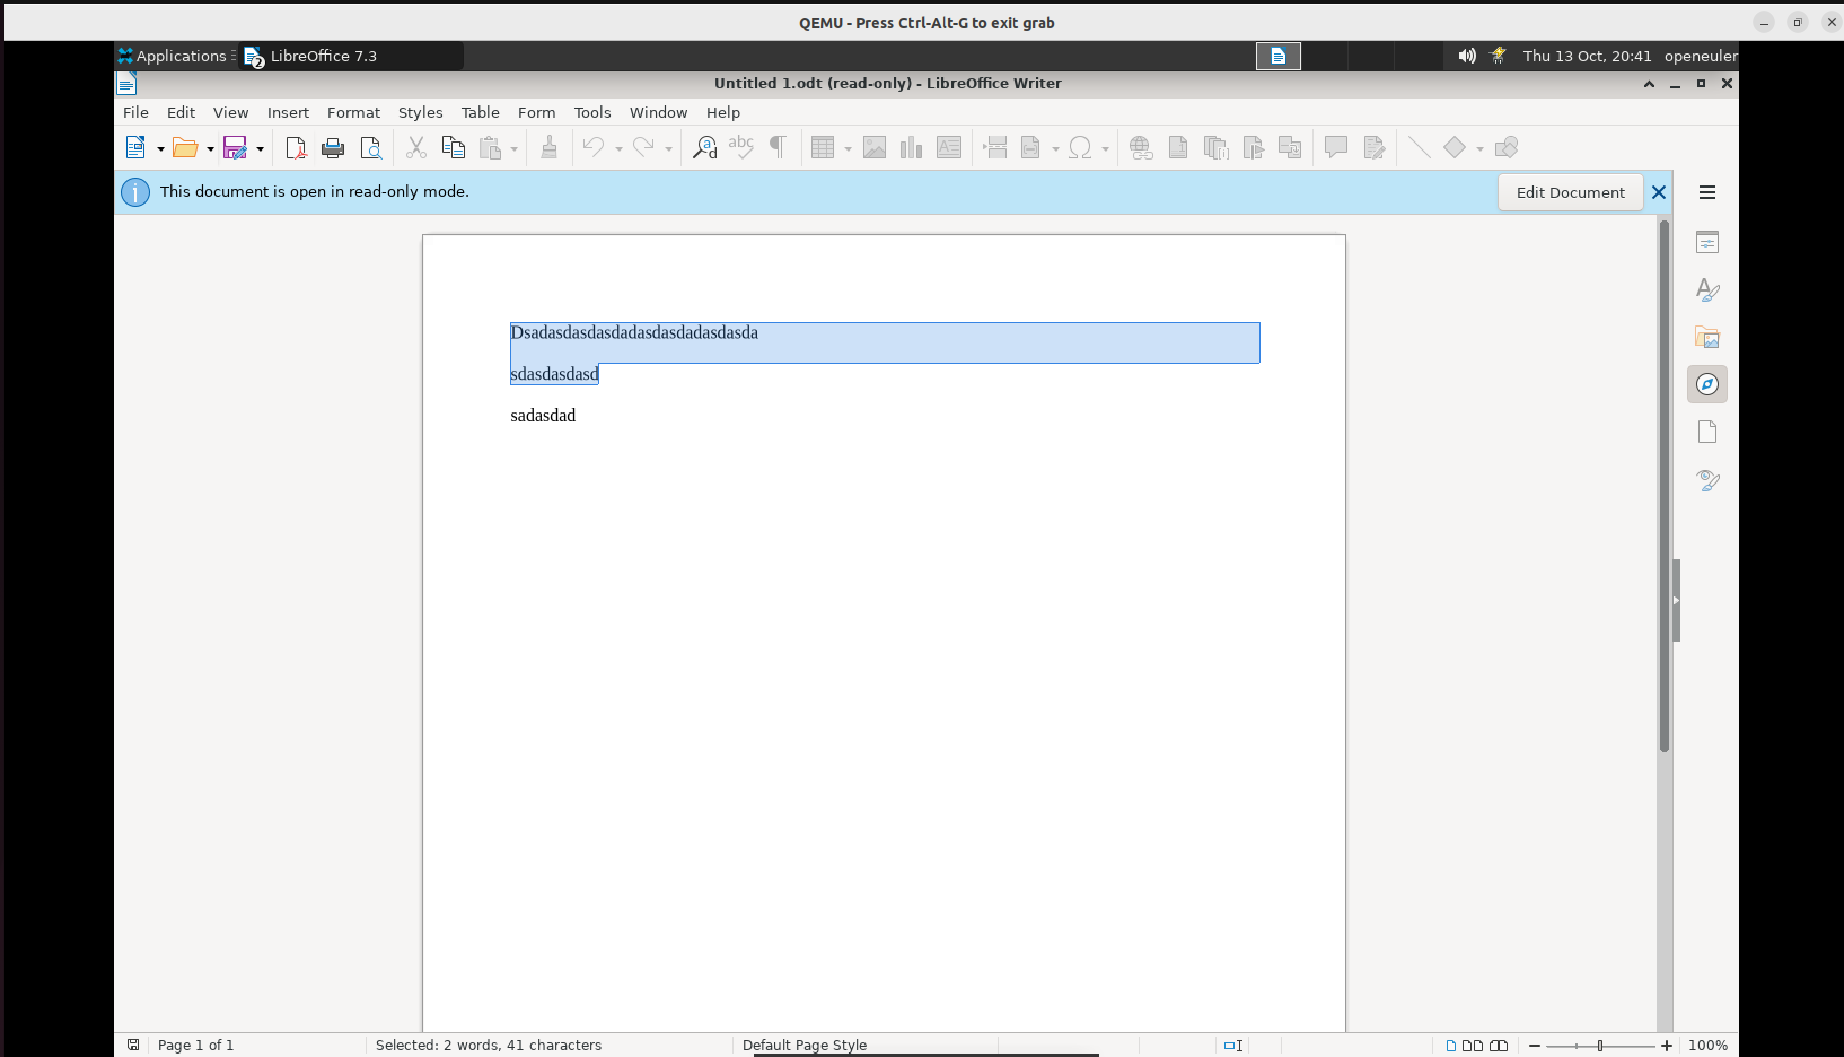 QEMU - Press Ctrl-Alt-G to exit grab
Applications LibreOffice 7.3 Thu 13 Oct, 20:41 openeuler
Untitled 1.odt (read-only) - LibreOffice Writer
File Edit View Insert Format Styles Table Form Tools Window Help
This document is open in read-only mode. Edit Document
Dsadasdasdasdadasdasdadasdasda
sdasdasdasd
sadasdad
Page 1 of 1 Selected: 2 words, 41 characters Default Page Style 100%